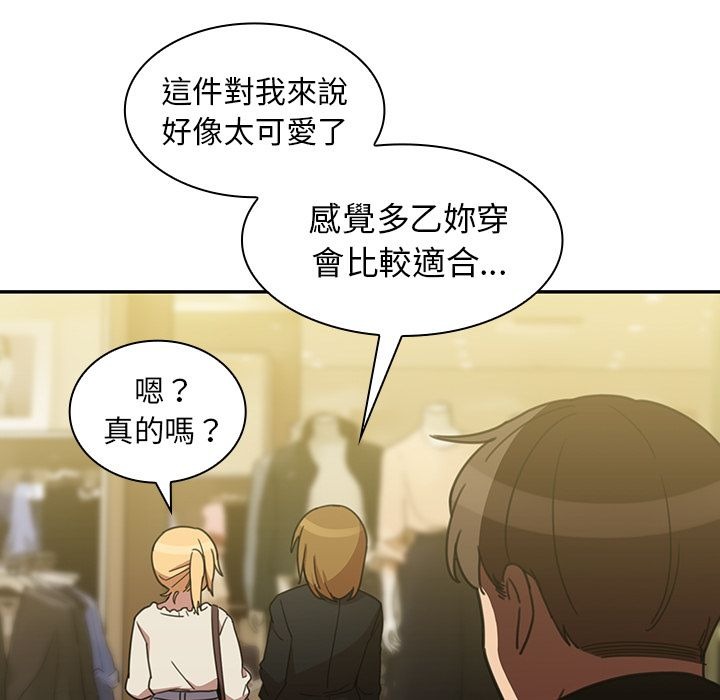 這件對我來說
好像太可愛了
感覺多乙妳穿
會比較適合...
嗯？
真的嗎？